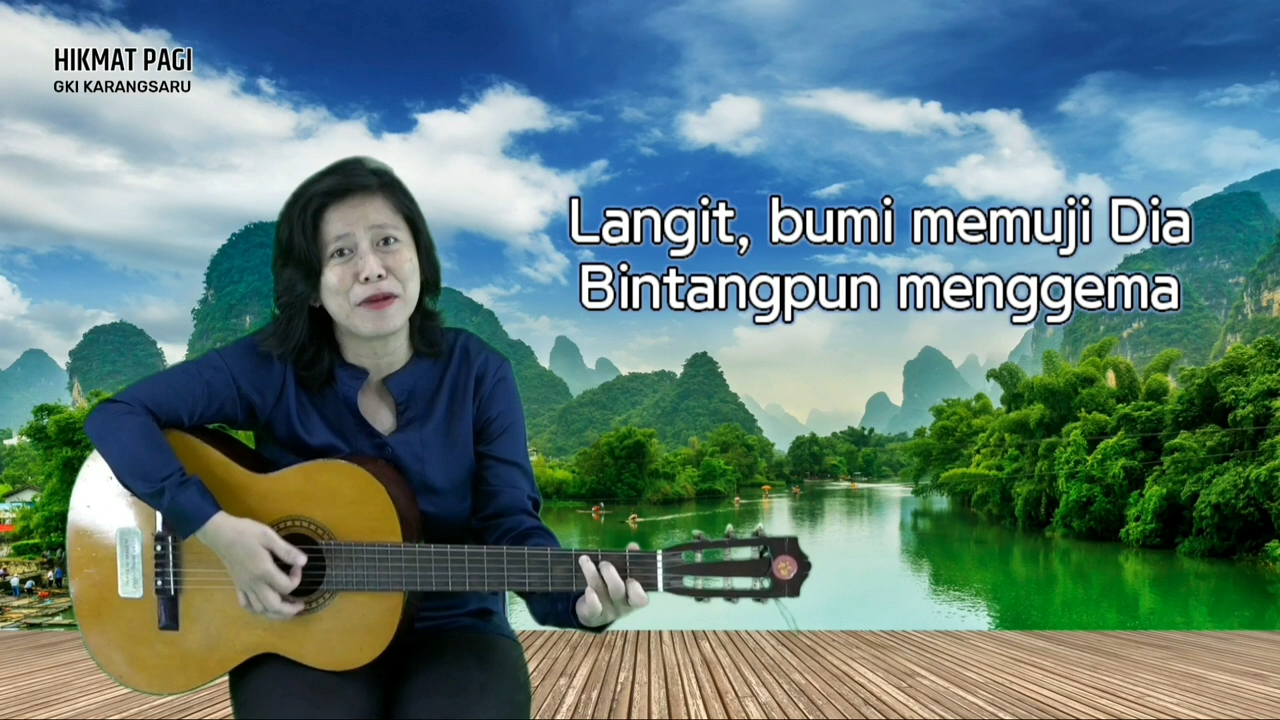 HIKMAT PAGI
GKI KARANGSARU
Langit, bumi memuji Dia
Bintangpun menggema